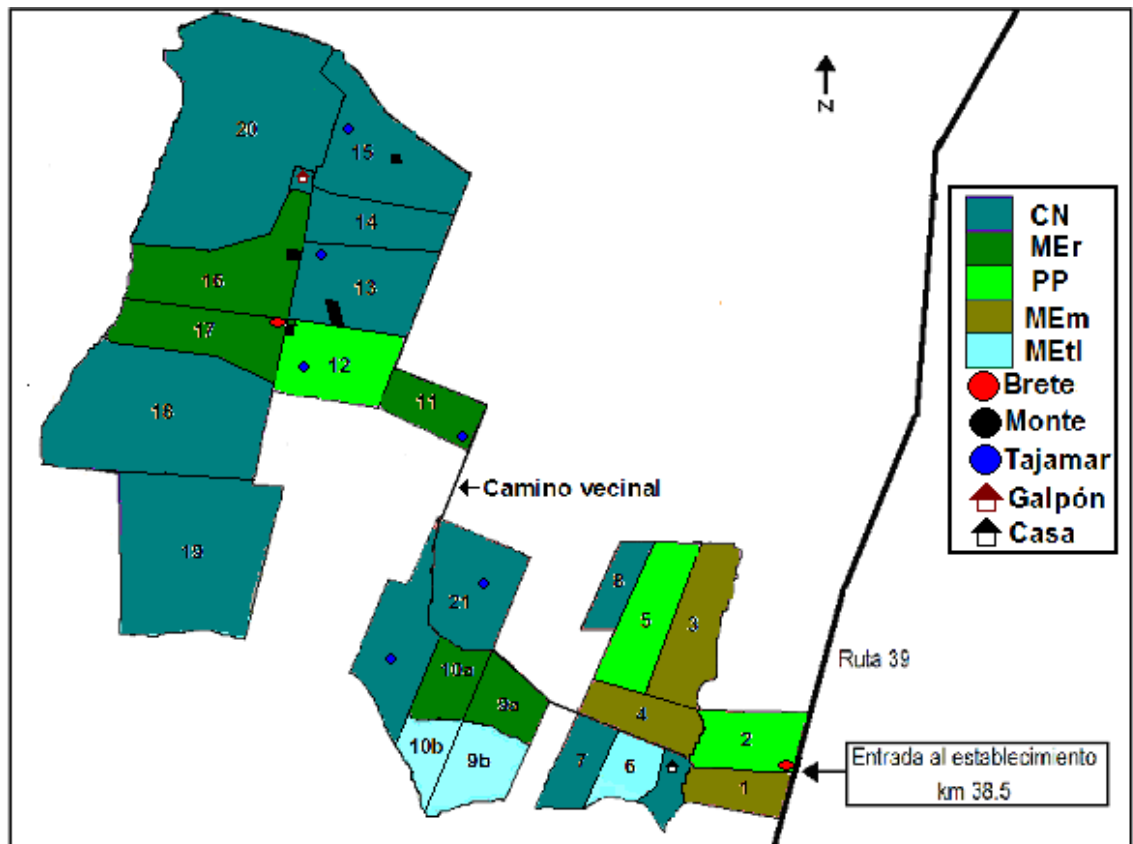 N
20
15
CN
14
MEr
16
13
PP
17
MEm
12
MEtl
11
Brete
18
Monte
Tajamar
Camino vecinal
Galpón
Casa
19
8
21
5
3
Ruta 39
10a
9a
4
2
10b
9b
7
6
1
Entrada al establecimiento
km 38.5